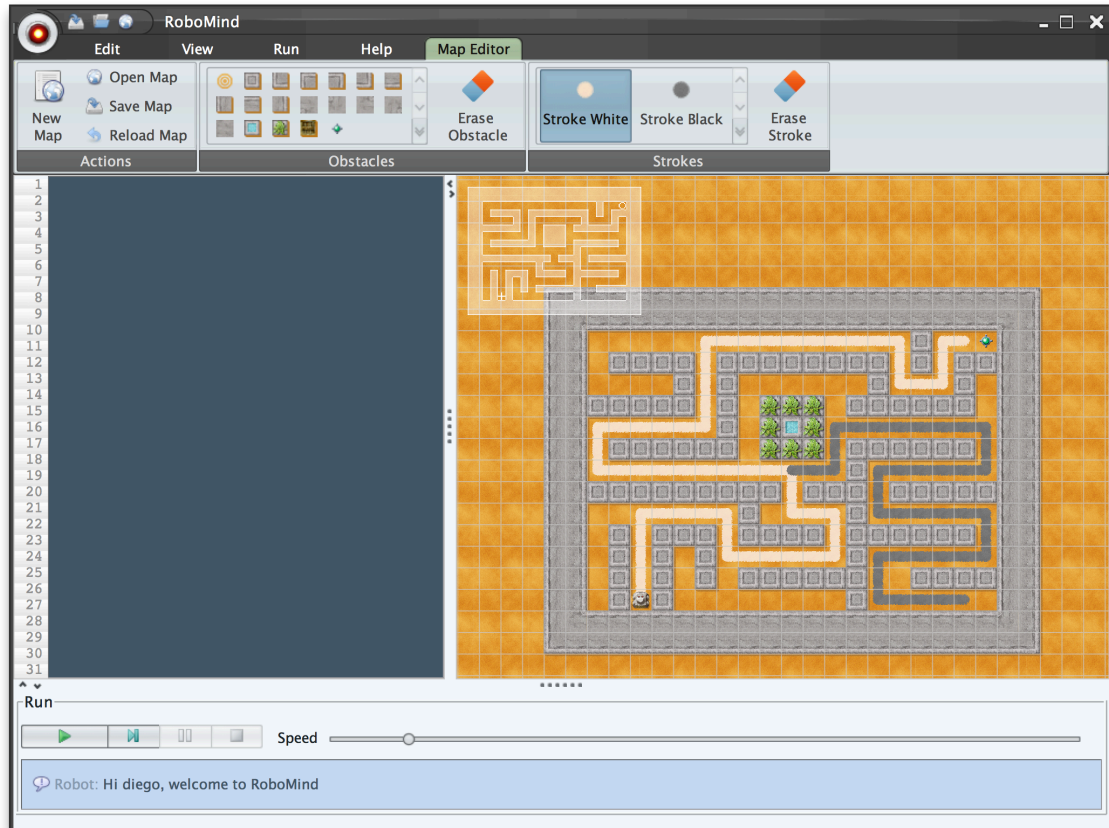 RoboMind
Edit View Run Help Map Editor
New Map
Open Map
Save Map
Reload Map
Actions
Erase Obstacle
Obstacles
Stroke White
Stroke Black
Erase Stroke
Strokes
1
2
3
4
5
6
7
8
9
10
11
12
13
14
15
16
17
18
19
20
21
22
23
24
25
26
27
28
29
30
31
Run
Speed
Robot: Hi diego, welcome to RoboMind